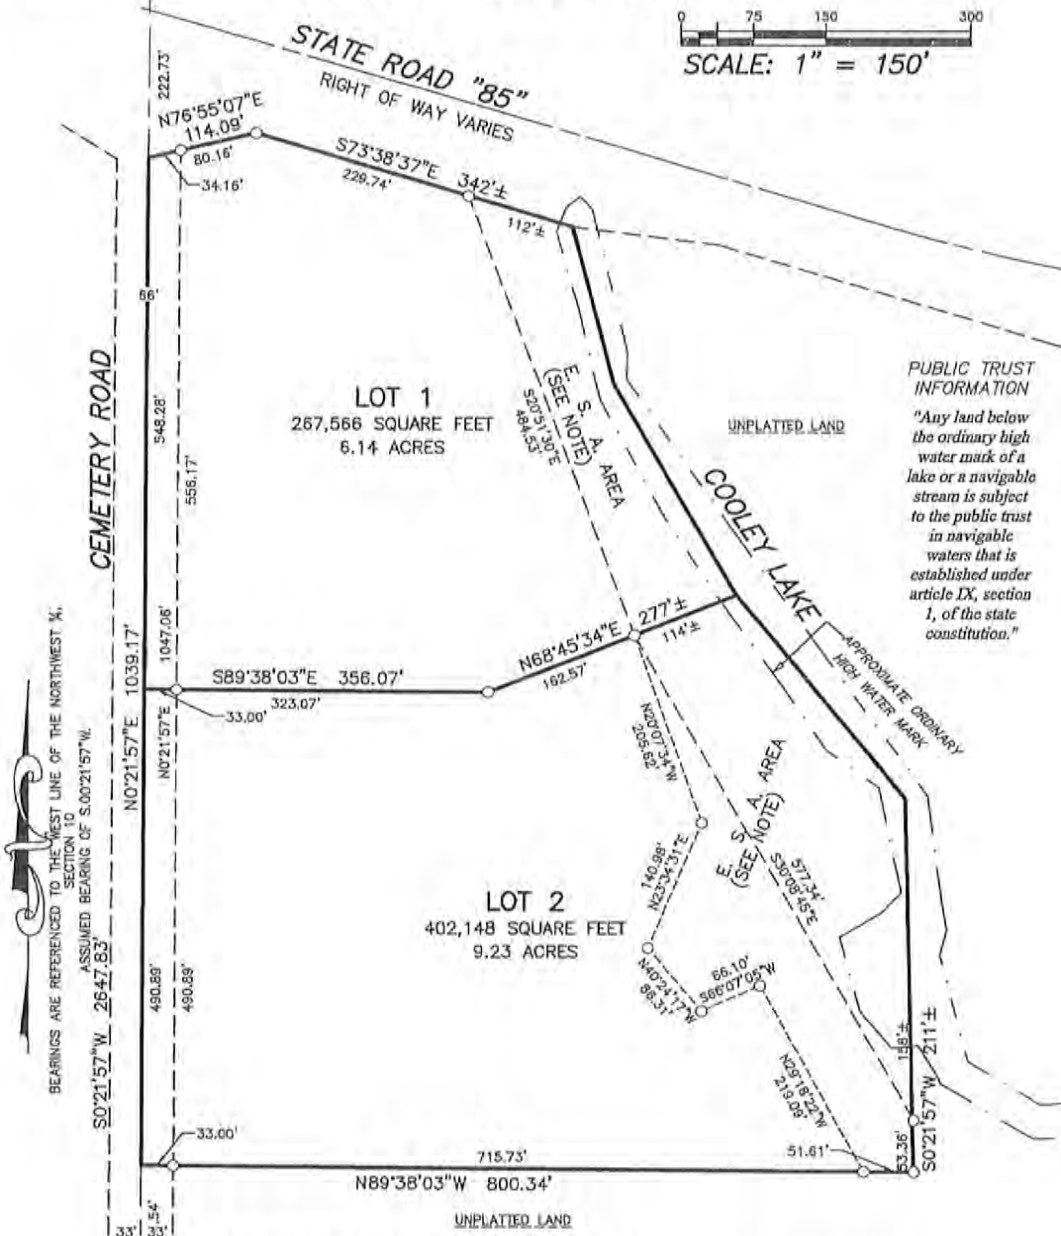 0 75 150 300
SCALE: 1" = 150'
STATE ROAD "85"
RIGHT OF WAY VARIES
222.73'
N76°55'07"E
114.09'
80.16'
34.16'
S73°38'37"E 342'±
229.74'
112'±
66'
CEMETERY ROAD
548.28'
556.17'
LOT 1
267,566 SQUARE FEET
6.14 ACRES
S20°51'30"E
484.53'
E. S. A. AREA
(SEE NOTE)
UNPLATTED LAND
COOLEY LAKE
PUBLIC TRUST
INFORMATION
"Any land below
the ordinary high
water mark of a
lake or a navigable
stream is subject
to the public trust
in navigable
waters that is
established under
article IX, section
1, of the state
constitution."
APPROXIMATE ORDINARY
HIGH WATER MARK
N68°45'34"E 277'±
162.57'
114'±
S89°38'03"E 356.07'
323.07'
33.00'
N0°21'57"E 1039.17'
N0°21'57"E 1047.06'
BEARINGS ARE REFERENCED TO THE WEST LINE OF THE NORTHWEST ¼,
SECTION 10
ASSUMED BEARING OF S.00°21'57"W.
S0°21'57"W 2647.83'
490.89'
490.89'
N20°07'34"W
205.62'
140.98'
N23°34'31"E
E. S. A. AREA
(SEE NOTE)
577.34'
S30°08'45"E
LOT 2
402,148 SQUARE FEET
9.23 ACRES
N40°24'17"W
86.31'
66.10'
S66°07'05"W
N29°18'22"W
219.09'
158'±
S0°21'57"W 211'±
53.36'
51.61'
33.00'
715.73'
N89°38'03"W 800.34'
UNPLATTED LAND
33' 33'